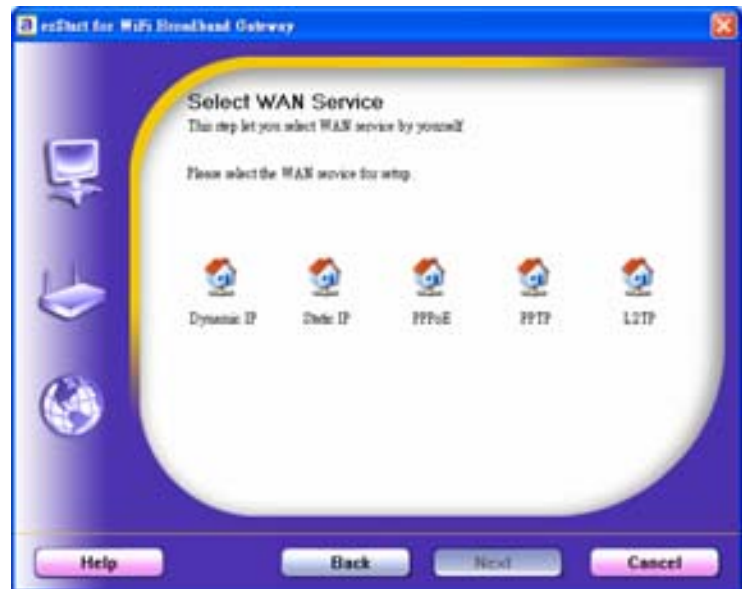 ezStart for WiFi Broadband Gateway
Select WAN Service
This step let you select WAN service by yourself
Please select the WAN service for setup.
Dynamic IP Static IP PPPoE PPTP L2TP
Help Back Next Cancel